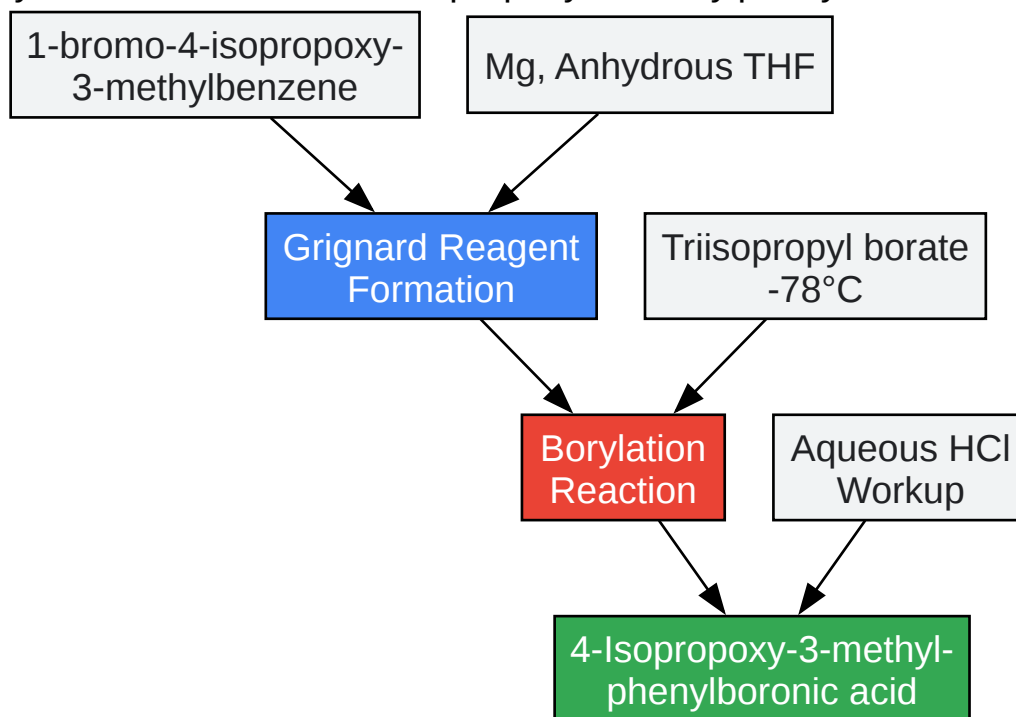 1-bromo-4-isopropoxy-
3-methylbenzene
Mg, Anhydrous THF
Grignard Reagent
Formation
Triisopropyl borate
-78°C
Borylation
Reaction
Aqueous HCl
Workup
4-Isopropoxy-3-methyl-
phenylboronic acid